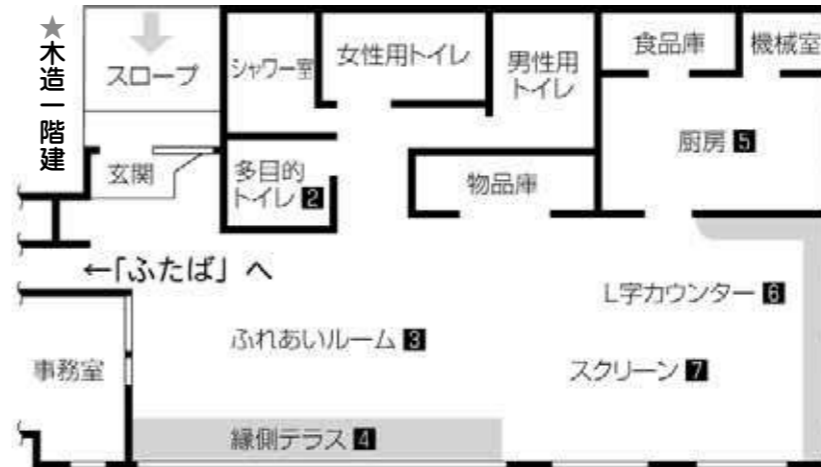 ★木造一階建
スロープ
シャワー室
女性用トイレ
男性用
トイレ
食品庫
機械室
玄関
多目的
トイレ 2
物品庫
厨房 5
←「ふたば」へ
L字カウンター 6
ふれあいルーム 3
スクリーン 7
事務室
縁側テラス 4